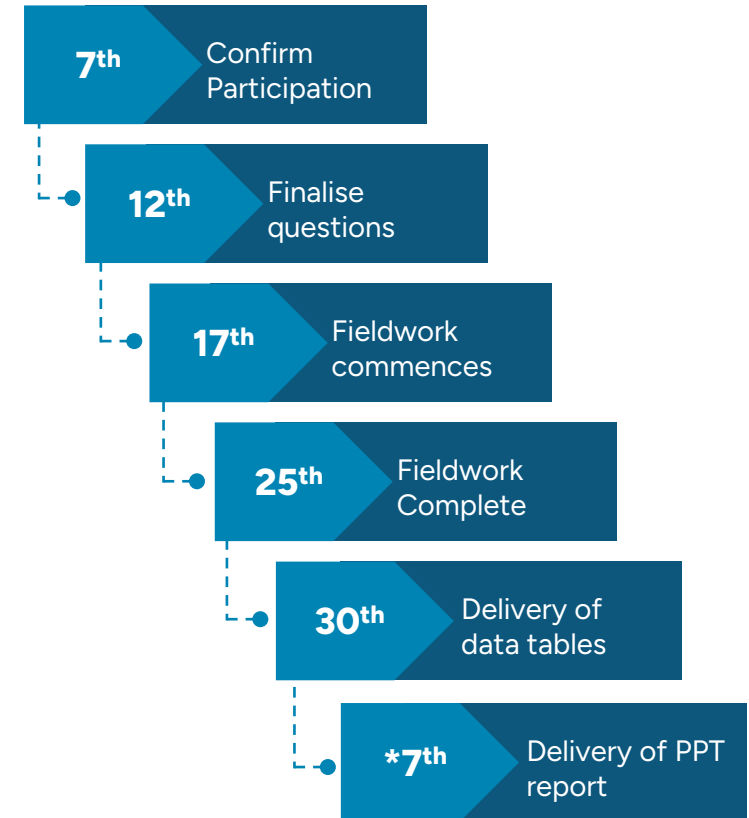 7th
Confirm
Participation
12th
Finalise
questions
17th
Fieldwork
commences
25th
Fieldwork
Complete
30th
Delivery of
data tables
*7th
Delivery of PPT
report